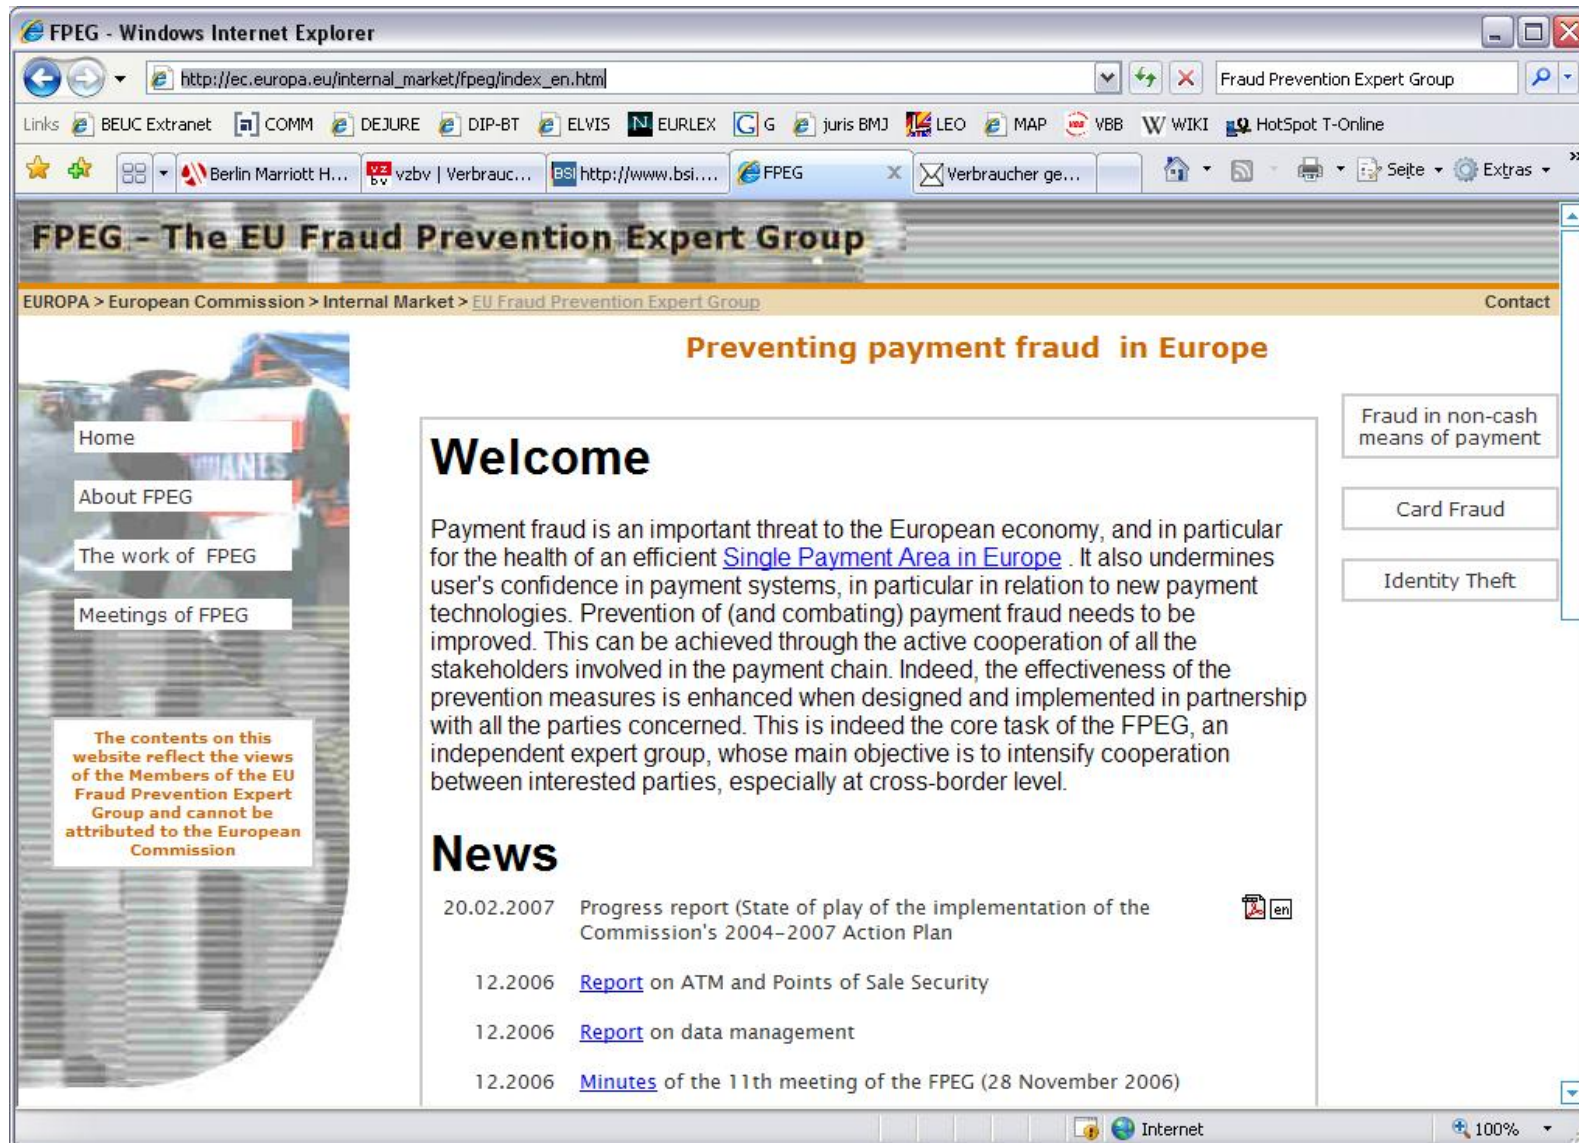 FPEG - Windows Internet Explorer
http://ec.europa.eu/internal_market/fpeg/index_en.htm
Fraud Prevention Expert Group
Links BEUC Extranet COMM DEJURE DIP-BT ELVIS EURLEX G juris BMJ LEO MAP VBB WIKI HotSpot T-Online
Berlin Marriott H... vzbv | Verbrauc... http://www.bsi.... FPEG Verbraucher ge... Seite Extras
FPEG – The EU Fraud Prevention Expert Group
EUROPA > European Commission > Internal Market > EU Fraud Prevention Expert Group Contact
Preventing payment fraud in Europe
Home
About FPEG
The work of FPEG
Meetings of FPEG
The contents on this
website reflect the views
of the Members of the EU
Fraud Prevention Expert
Group and cannot be
attributed to the European
Commission
Welcome
Payment fraud is an important threat to the European economy, and in particular
for the health of an efficient Single Payment Area in Europe . It also undermines
user's confidence in payment systems, in particular in relation to new payment
technologies. Prevention of (and combating) payment fraud needs to be
improved. This can be achieved through the active cooperation of all the
stakeholders involved in the payment chain. Indeed, the effectiveness of the
prevention measures is enhanced when designed and implemented in partnership
with all the parties concerned. This is indeed the core task of the FPEG, an
independent expert group, whose main objective is to intensify cooperation
between interested parties, especially at cross-border level.
News
20.02.2007 Progress report (State of play of the implementation of the
Commission's 2004–2007 Action Plan
en
12.2006 Report on ATM and Points of Sale Security
12.2006 Report on data management
12.2006 Minutes of the 11th meeting of the FPEG (28 November 2006)
Fraud in non-cash
means of payment
Card Fraud
Identity Theft
Internet
100%